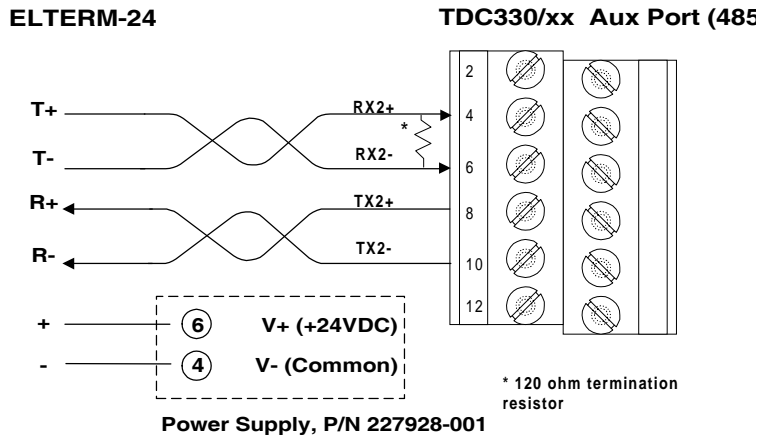 ELTERM-24
TDC330/xx Aux Port (485
2
T+ RX2+ 4
*
T- RX2- 6
R+ TX2+ 8
R- TX2- 10
12
+ 6 V+ (+24VDC)
- 4 V- (Common)
* 120 ohm termination
resistor
Power Supply, P/N 227928-001